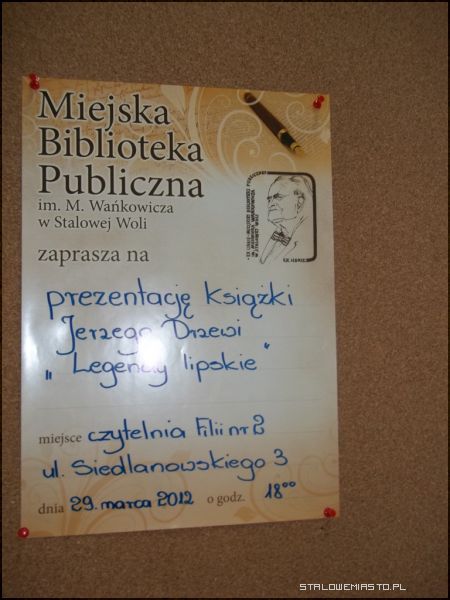 Miejska
Biblioteka
Publiczna
im. M. Wańkowicza
w Stalowej Woli
zaprasza na
prezentację książki
Jerzego Drzewi
„Legendy lipskie"
miejsce czytelnia Filii nr 2
ul. Siedlanowskiego 3
dnia 29. marca 2012 o godz. 18⁰⁰
STALOWEMIASTO.PL